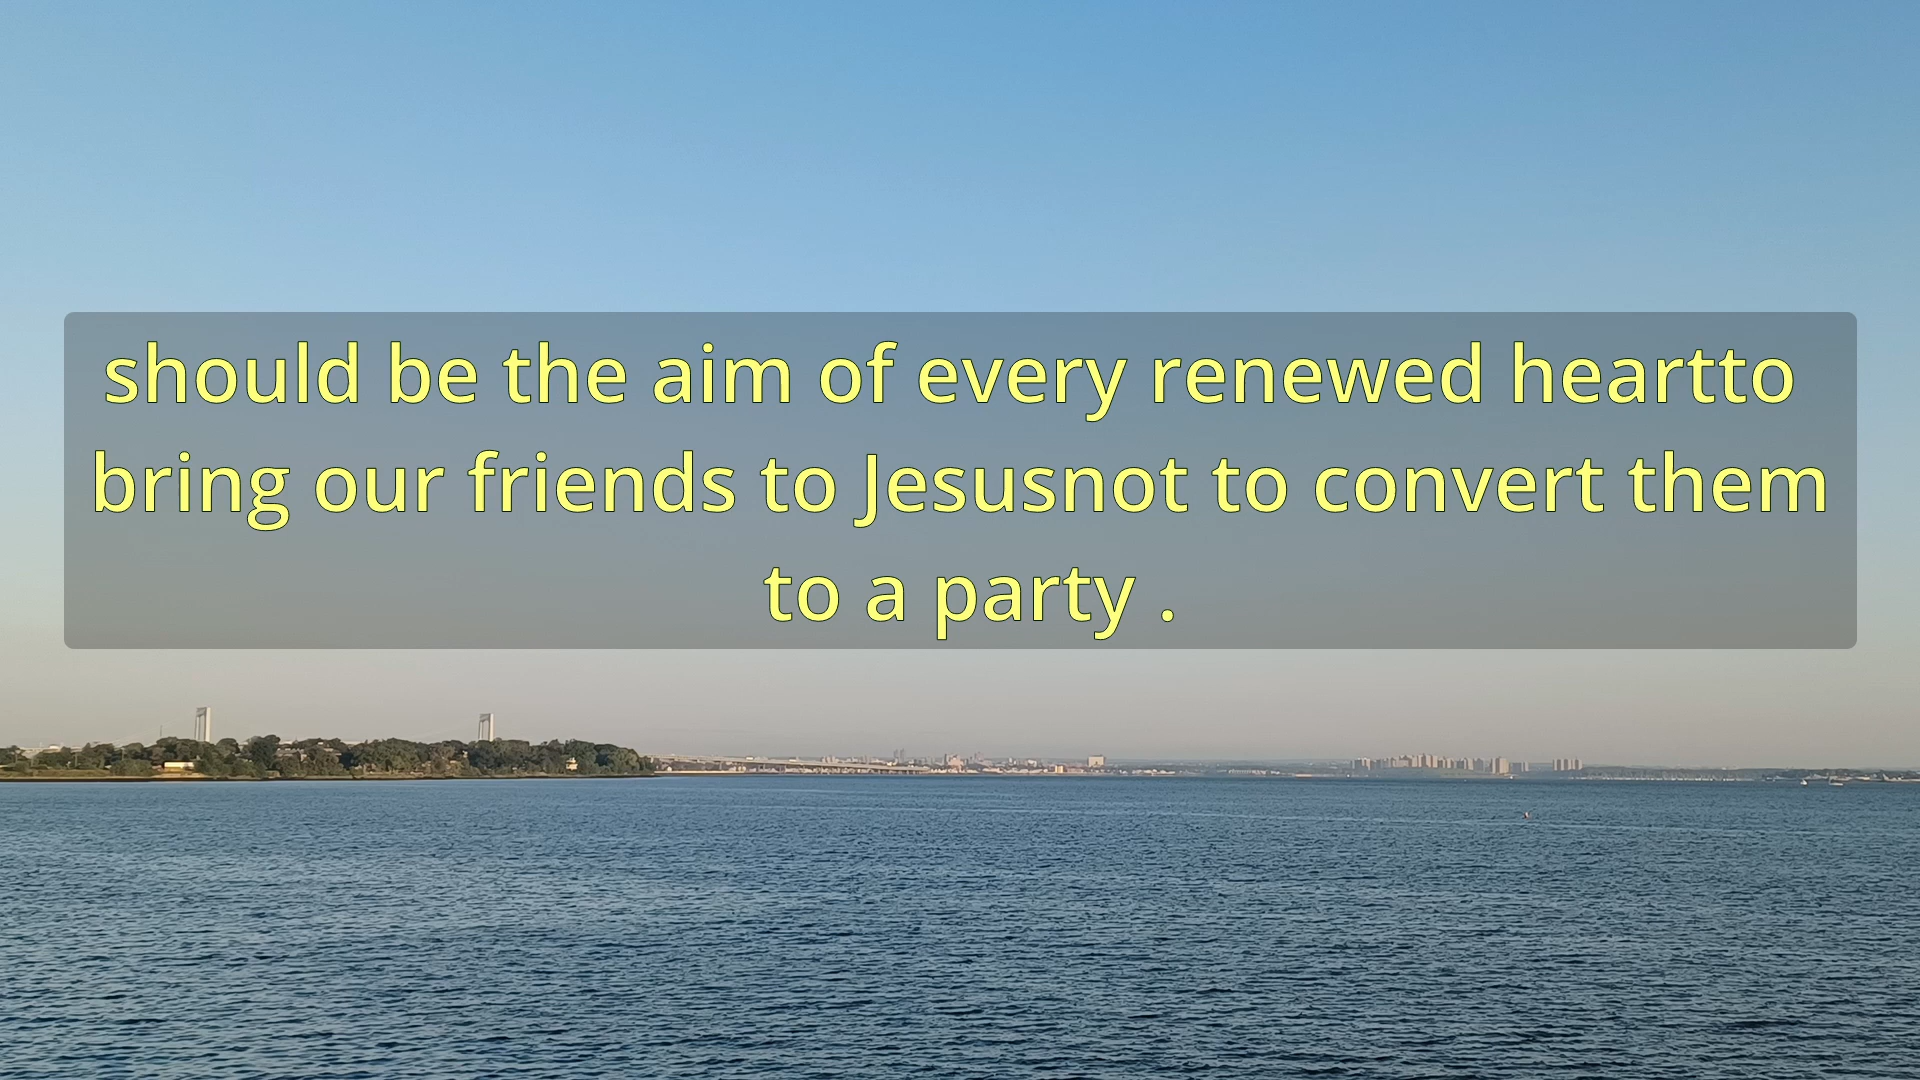 should be the aim of every renewed heartto
bring our friends to Jesusnot to convert them
to a party .